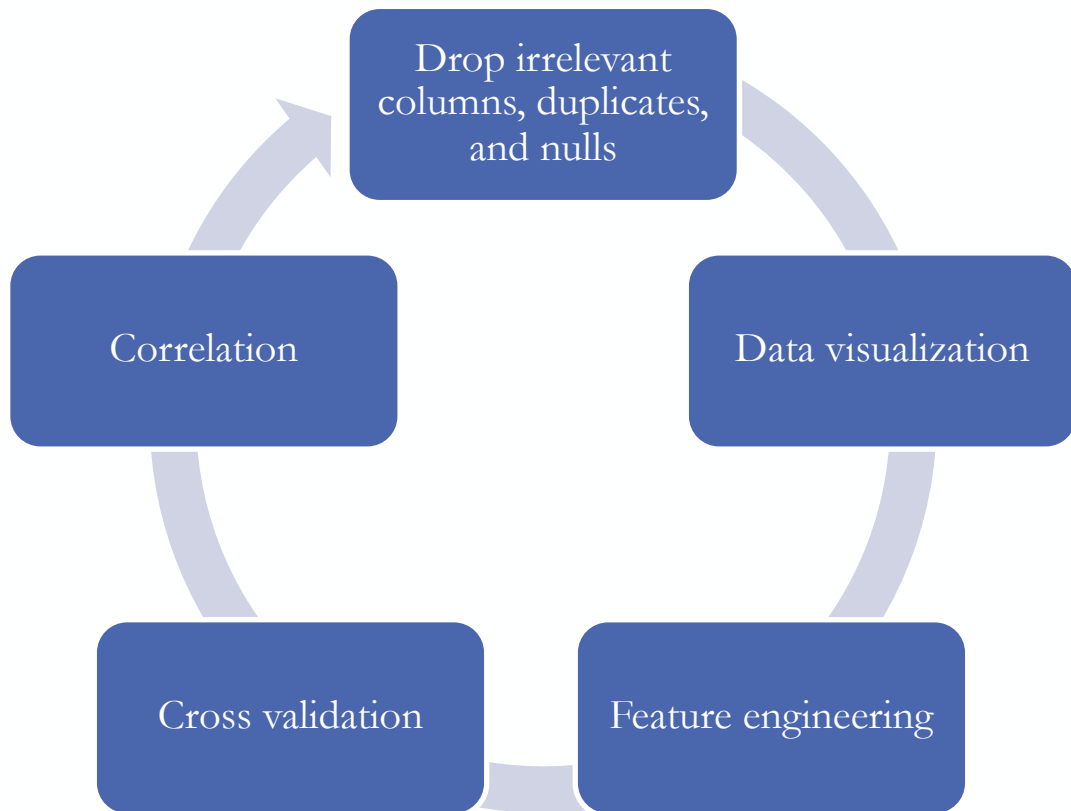 Drop irrelevant
columns, duplicates,
and nulls
Data visualization
Feature engineering
Cross validation
Correlation